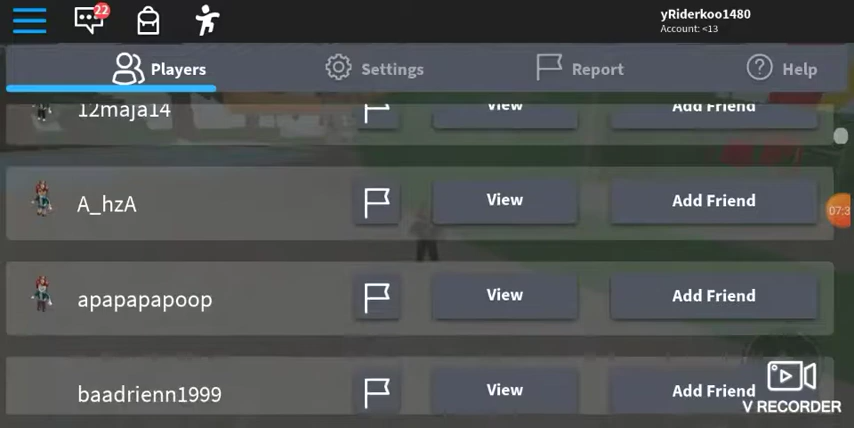 22
yRiderkoo1480
Account: <13
Players
Settings
Report
Help
12maja14
View
Add Friend
A_hzA
View
Add Friend
apapapapoop
View
Add Friend
baadrienn1999
View
Add Friend
V RECORDER